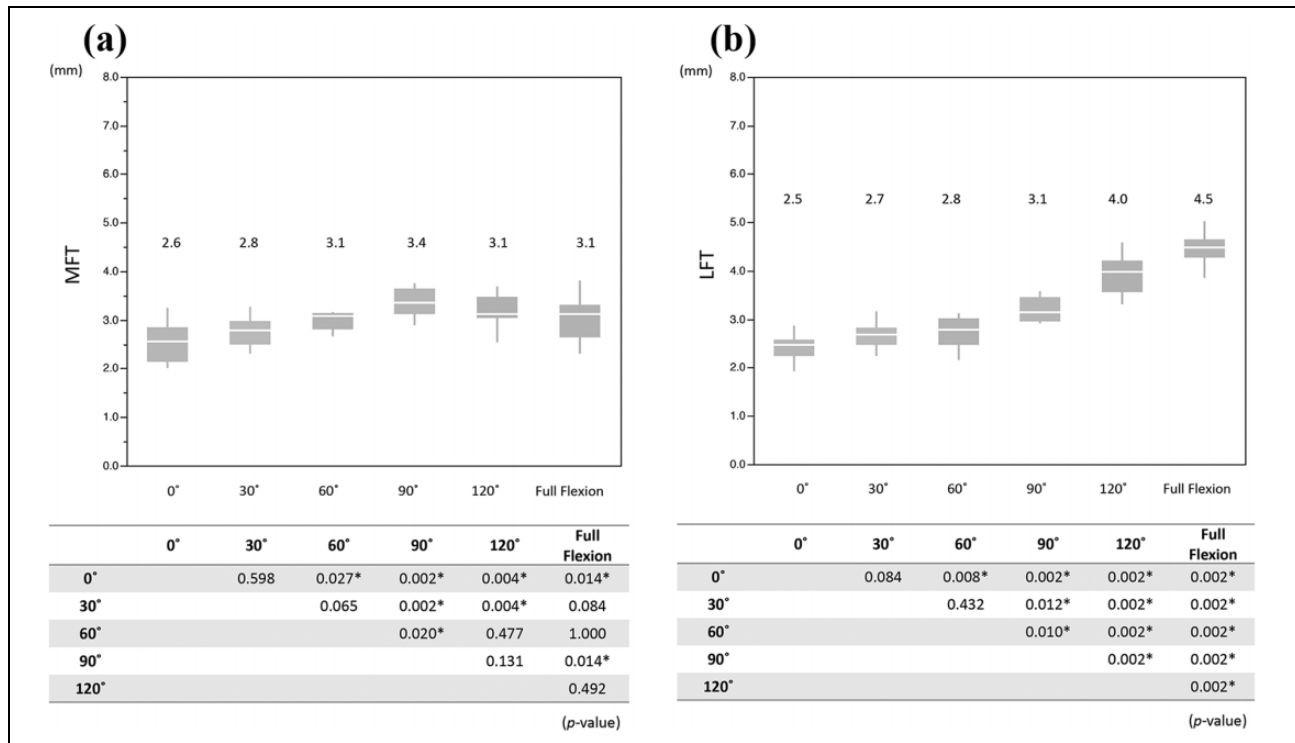 (a)
(mm)
8.0
7.0
6.0
5.0
4.0
3.0
2.0
1.0
0.0
MFT
2.6 2.8 3.1 3.4 3.1 3.1
0° 30° 60° 90° 120° Full Flexion
0° 30° 60° 90° 120° Full Flexion
0° 0.598 0.027* 0.002* 0.004* 0.014*
30° 0.065 0.002* 0.004* 0.084
60° 0.020* 0.477 1.000
90° 0.131 0.014*
120° 0.492
(p-value)
(b)
(mm)
8.0
7.0
6.0
5.0
4.0
3.0
2.0
1.0
0.0
LFT
2.5 2.7 2.8 3.1 4.0 4.5
0° 30° 60° 90° 120° Full Flexion
0° 30° 60° 90° 120° Full Flexion
0° 0.084 0.008* 0.002* 0.002* 0.002*
30° 0.432 0.012* 0.002* 0.002*
60° 0.010* 0.002* 0.002*
90° 0.002* 0.002*
120° 0.002*
(p-value)